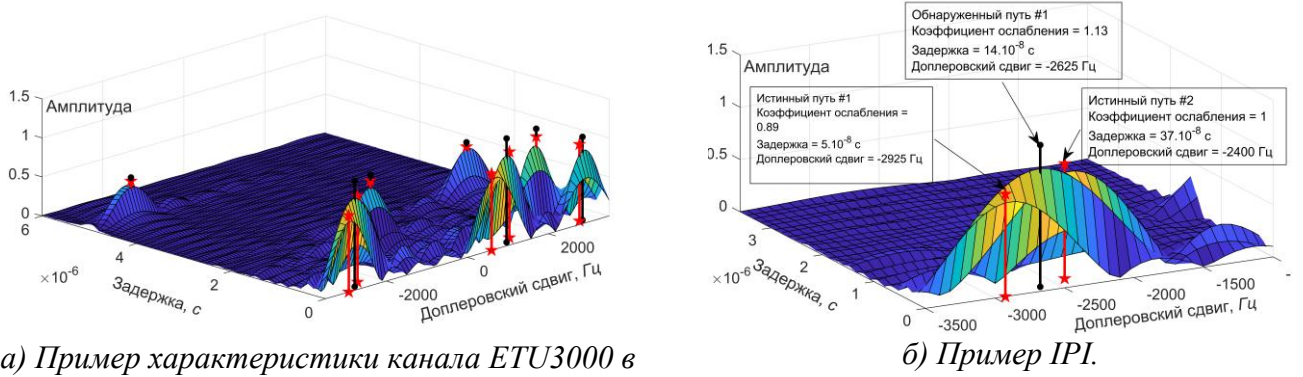 Амплитуда
1.5
1
0.5
0
6
4
2
0
×10⁻⁶
Задержка, с
-2000
0
2000
Доплеровский сдвиг, Гц
а) Пример характеристики канала ETU3000 в
Обнаруженный путь #1
Коэффициент ослабления = 1.13
Задержка = 14.10⁻⁸ с
Доплеровский сдвиг = -2625 Гц
Истинный путь #1
Коэффициент ослабления =
0.89
Задержка = 5.10⁻⁸ с
Доплеровский сдвиг = -2925 Гц
Истинный путь #2
Коэффициент ослабления = 1
Задержка = 37.10⁻⁸ с
Доплеровский сдвиг = -2400 Гц
Амплитуда
1.5
1
0.5
0
3
2
1
0
×10⁻⁶
Задержка, с
-3500
-3000
-2500
-2000
-1500
-
Доплеровский сдвиг, Гц
б) Пример IPI.